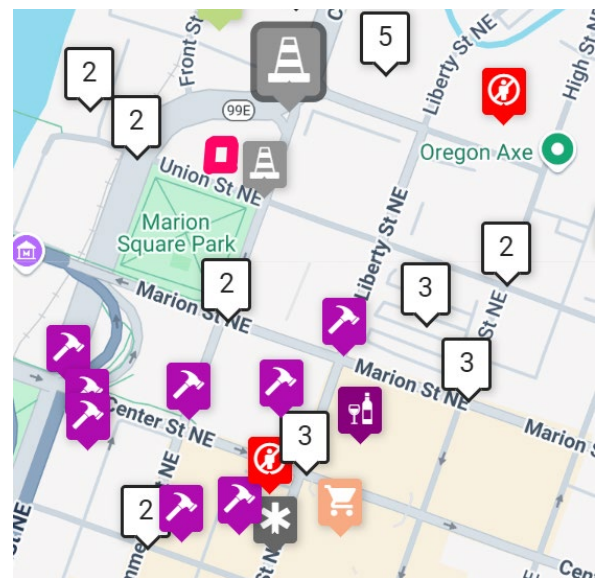 2
2
5
Front St
Liberty St NE
High St NE
99E
Oregon Axe
Union St NE
Marion
Square Park
2
2
3
3
Marion St NE
Liberty St NE
St NE
Marion St NE
Marion S
Center St NE
3
2
St NE
St NE
Cen